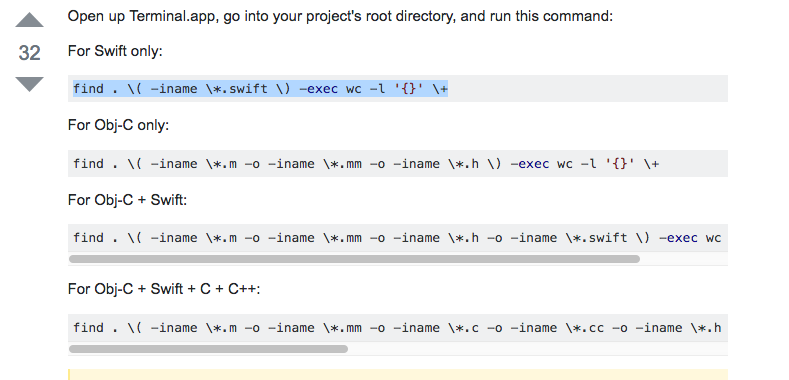 Open up Terminal.app, go into your project's root directory, and run this command:
32
For Swift only:
find . \( -iname \*.swift \) -exec wc -l '{}' \+
For Obj-C only:
find . \( -iname \*.m -o -iname \*.mm -o -iname \*.h \) -exec wc -l '{}' \+
For Obj-C + Swift:
find . \( -iname \*.m -o -iname \*.mm -o -iname \*.h -o -iname \*.swift \) -exec wc
For Obj-C + Swift + C + C++:
find . \( -iname \*.m -o -iname \*.mm -o -iname \*.c -o -iname \*.cc -o -iname \*.h